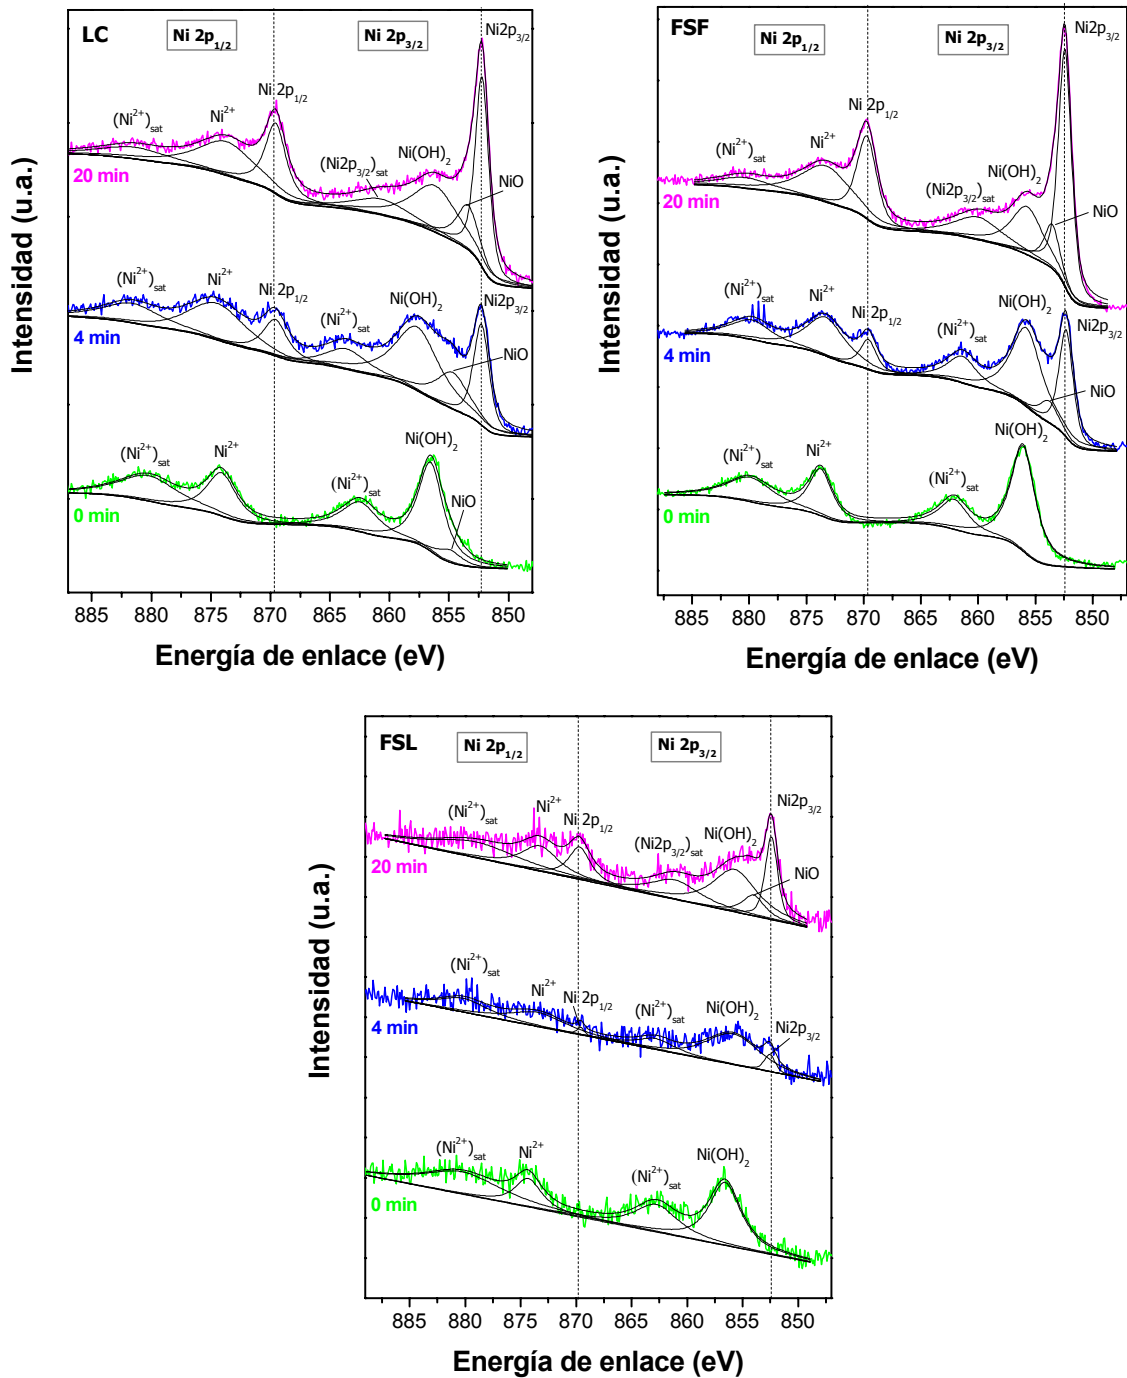 LC
Ni 2p1/2
Ni 2p3/2
Ni2p3/2
Ni 2p1/2
Ni2+
(Ni2+)sat
(Ni2p3/2)sat
Ni(OH)2
NiO
20 min
(Ni2+)sat
Ni2+
Ni 2p1/2
(Ni2+)sat
Ni(OH)2
Ni2p3/2
NiO
4 min
(Ni2+)sat
Ni2+
(Ni2+)sat
Ni(OH)2
NiO
0 min
885 880 875 870 865 860 855 850
Energía de enlace (eV)
Intensidad (u.a.)
FSF
Ni 2p1/2
Ni 2p3/2
Ni2p3/2
Ni 2p1/2
(Ni2+)sat
Ni2+
(Ni2p3/2)sat
Ni(OH)2
NiO
20 min
(Ni2+)sat
Ni2+
Ni 2p1/2
(Ni2+)sat
Ni(OH)2
Ni2p3/2
NiO
4 min
(Ni2+)sat
Ni2+
(Ni2+)sat
Ni(OH)2
0 min
885 880 875 870 865 860 855 850
Energía de enlace (eV)
Intensidad (u.a.)
FSL
Ni 2p1/2
Ni 2p3/2
(Ni2+)sat
Ni2+
Ni 2p1/2
(Ni2p3/2)sat
Ni(OH)2
Ni2p3/2
NiO
20 min
(Ni2+)sat
Ni2+
Ni 2p1/2
(Ni2+)sat
Ni(OH)2
Ni2p3/2
4 min
(Ni2+)sat
Ni2+
(Ni2+)sat
Ni(OH)2
0 min
885 880 875 870 865 860 855 850
Energía de enlace (eV)
Intensidad (u.a.)